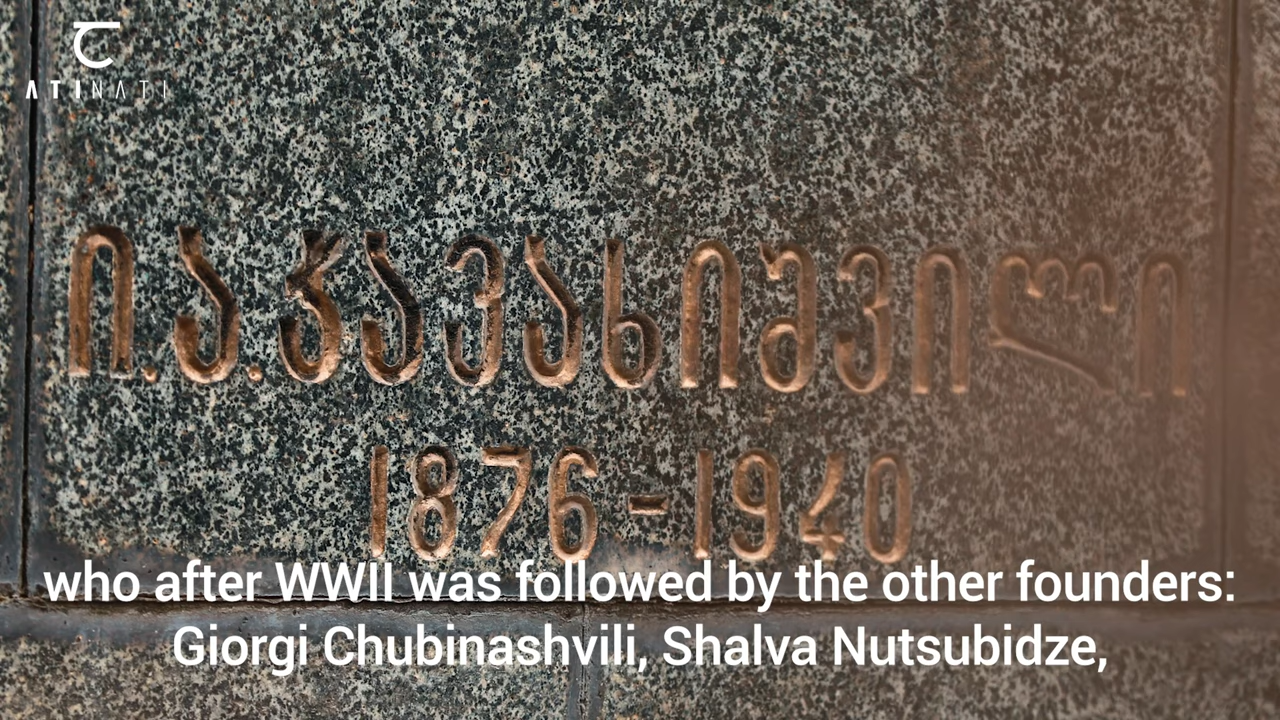 ATINATI
ი.ა.ჯავახიშვილი
1876-1940
who after WWII was followed by the other founders:
Giorgi Chubinashvili, Shalva Nutsubidze,